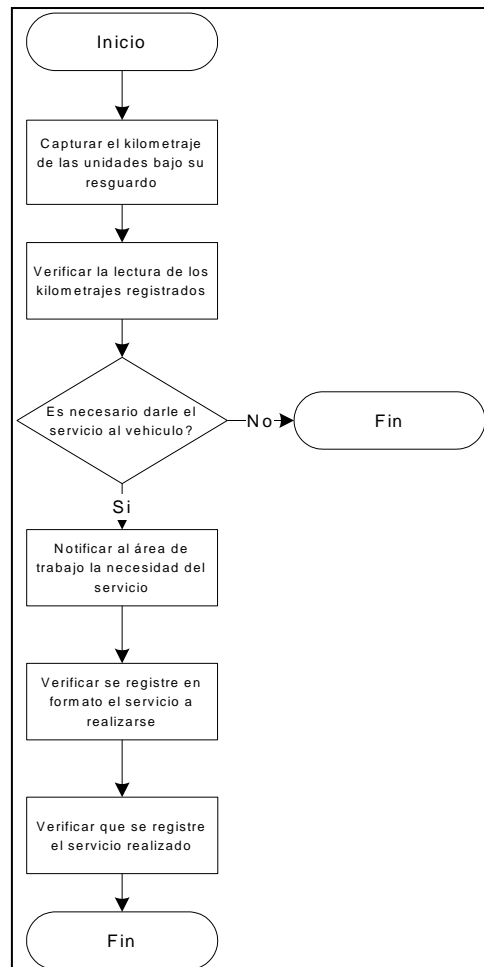 Inicio
Capturar el kilometraje
de las unidades bajo su
resguardo
Verificar la lectura de los
kilometrajes registrados
Es necesario darle el
servicio al vehiculo?
No
Fin
Si
Notificar al área de
trabajo la necesidad del
servicio
Verificar se registre en
formato el servicio a
realizarse
Verificar que se registre
el servicio realizado
Fin